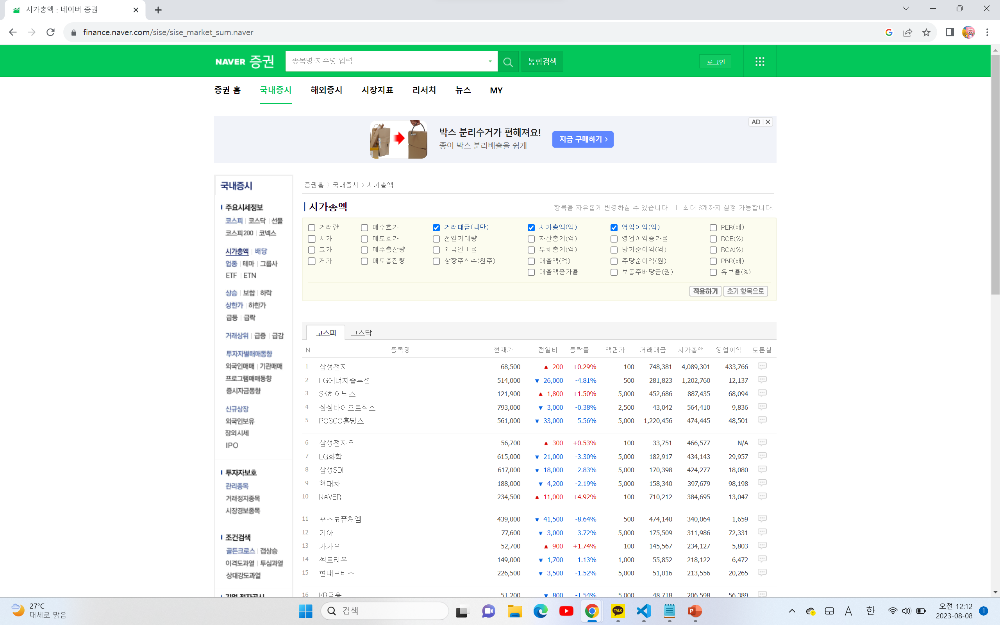 시가총액 : 네이버 증권
finance.naver.com/sise/sise_market_sum.naver
NAVER 증권
종목명·지수명 입력
통합검색
로그인
증권 홈 국내증시 해외증시 시장지표 리서치 뉴스 MY
박스 분리수거가 편해져요!
종이 박스 분리배출을 쉽게
지금 구매하기 ›
AD
국내증시
주요시세정보
코스피 | 코스닥 | 선물
코스피200 | 코넥스
시가총액 | 배당
업종 | 테마 | 그룹사
ETF | ETN
상승 | 보합 | 하락
상한가 | 하한가
급등 | 급락
거래상위 | 급증 | 급감
투자자별매매동향
외국인매매 | 기관매매
프로그램매매동향
증시자금동향
신규상장
외국인보유
장외시세
IPO
투자자보호
관리종목
거래정지종목
시장경보종목
조건검색
골든크로스 | 갭상승
이격도과열 | 투심과열
상대강도과열
증권홈 > 국내증시 > 시가총액
시가총액
항목을 자유롭게 변경하실 수 있습니다. | 최대 6개까지 설정 가능합니다.
거래량 매수호가 거래대금(백만) 시가총액(억) 영업이익(억) PER(배)
시가 매도호가 전일거래량 자산총계(억) 영업이익증가율 ROE(%)
고가 매수총잔량 외국인비율 부채총계(억) 당기순이익(억) ROA(%)
저가 매도총잔량 상장주식수(천주) 매출액(억) 주당순이익(원) PBR(배)
매출액증가율 보통주배당금(원) 유보율(%)
적용하기 초기 항목으로
코스피 코스닥
N 종목명 현재가 전일비 등락률 액면가 거래대금 시가총액 영업이익 토론실
1 삼성전자 68,500 ▲ 200 +0.29% 100 748,381 4,089,301 433,766
2 LG에너지솔루션 514,000 ▼ 26,000 -4.81% 500 281,823 1,202,760 12,137
3 SK하이닉스 121,900 ▲ 1,800 +1.50% 5,000 452,686 887,435 68,094
4 삼성바이오로직스 793,000 ▼ 3,000 -0.38% 2,500 43,042 564,410 9,836
5 POSCO홀딩스 561,000 ▼ 33,000 -5.56% 5,000 1,220,456 474,445 48,501
6 삼성전자우 56,700 ▲ 300 +0.53% 100 33,751 466,577 N/A
7 LG화학 615,000 ▼ 21,000 -3.30% 5,000 182,917 434,143 29,957
8 삼성SDI 617,000 ▼ 18,000 -2.83% 5,000 170,398 424,277 18,080
9 현대차 188,000 ▼ 4,200 -2.19% 5,000 158,340 397,679 98,198
10 NAVER 234,500 ▲ 11,000 +4.92% 100 710,212 384,695 13,047
11 포스코퓨처엠 439,000 ▼ 41,500 -8.64% 500 474,140 340,064 1,659
12 기아 77,600 ▼ 3,000 -3.72% 5,000 175,509 311,986 72,331
13 카카오 52,700 ▲ 900 +1.74% 100 145,567 234,127 5,803
14 셀트리온 149,000 ▼ 1,700 -1.13% 1,000 55,852 218,122 6,472
15 현대모비스 226,500 ▼ 3,500 -1.52% 5,000 51,016 213,556 20,265
16 KB금융 51,200 ▼ 800 -1.54% 5,000 48,718 206,598 56,389
27°C
대체로 맑음
검색
TALK
A 한
오전 12:12
2023-08-08
1